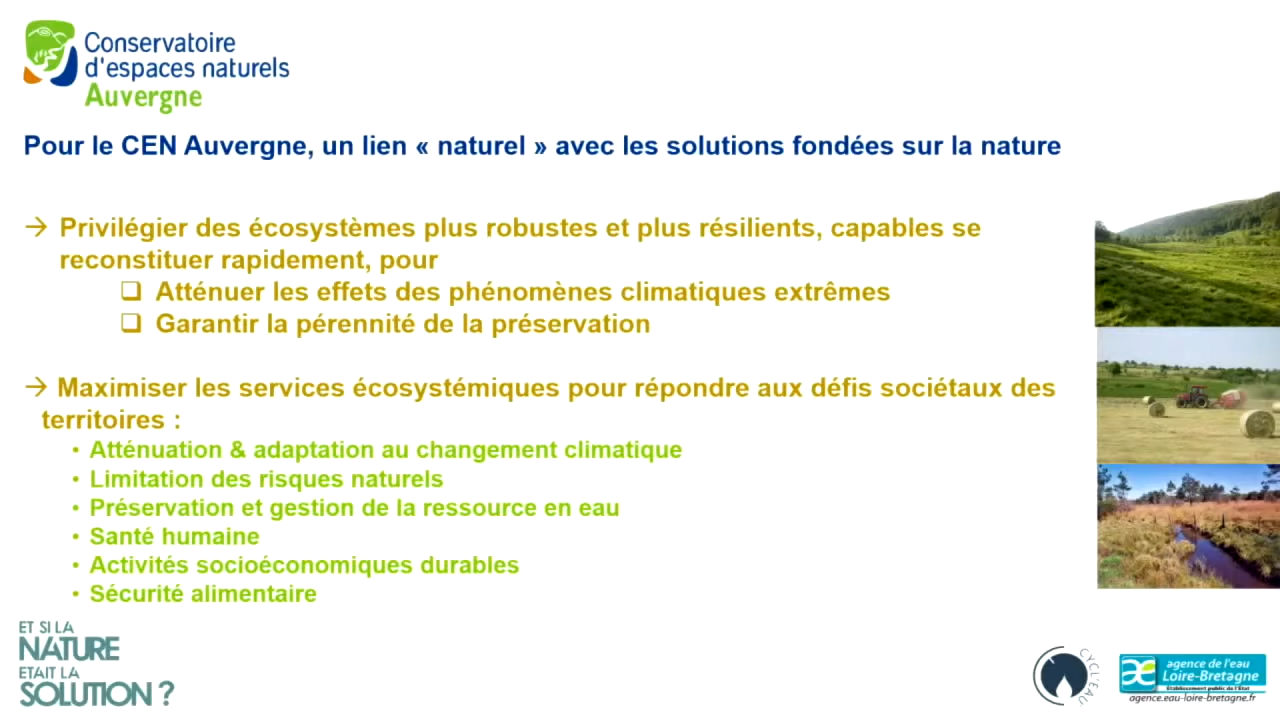 Conservatoire
d'espaces naturels
Auvergne
Pour le CEN Auvergne, un lien « naturel » avec les solutions fondées sur la nature
→ Privilégier des écosystèmes plus robustes et plus résilients, capables se
reconstituer rapidement, pour
❑ Atténuer les effets des phénomènes climatiques extrêmes
❑ Garantir la pérennité de la préservation
→ Maximiser les services écosystémiques pour répondre aux défis sociétaux des
territoires :
• Atténuation & adaptation au changement climatique
• Limitation des risques naturels
• Préservation et gestion de la ressource en eau
• Santé humaine
• Activités socioéconomiques durables
• Sécurité alimentaire
ET SI LA
NATURE
ETAIT LA
SOLUTION ?
CYCL'EAU
agence de l'eau
Loire-Bretagne
Établissement public de l'État
agence.eau-loire-bretagne.fr